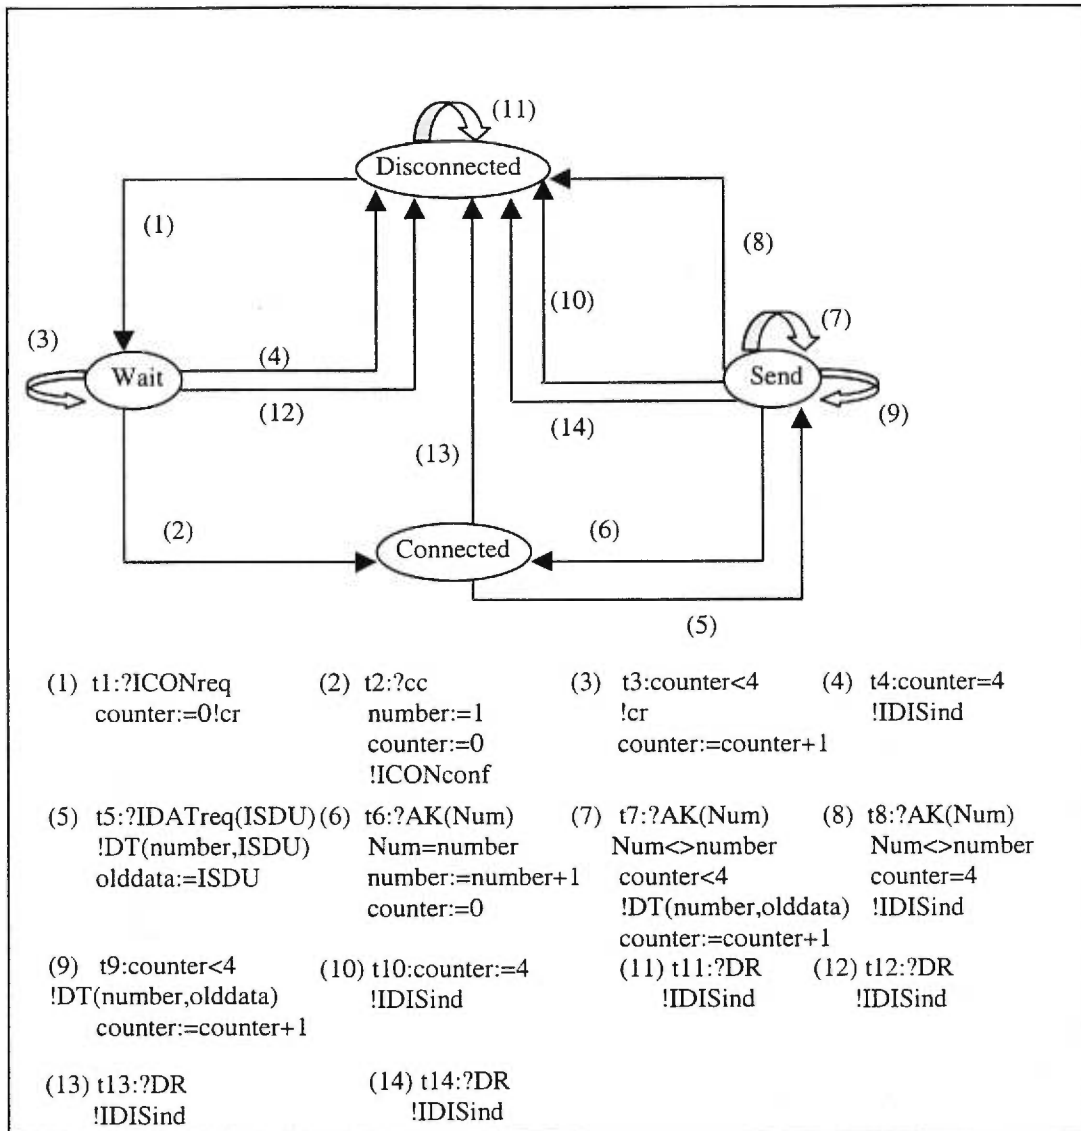 (11)
Disconnected
(1)
(8)
(10)
(3)
(7)
Wait
(4)
Send
(12)
(14)
(9)
(13)
(2)
(6)
Connected
(5)
(1) t1:?ICONreq
counter:=0!cr
(2) t2:?cc
number:=1
counter:=0
!ICONconf
(3) t3:counter<4
!cr
counter:=counter+1
(4) t4:counter=4
!IDISind
(5) t5:?IDATreq(ISDU)
!DT(number,ISDU)
olddata:=ISDU
(6) t6:?AK(Num)
Num=number
number:=number+1
counter:=0
(7) t7:?AK(Num)
Num<>number
counter<4
!DT(number,olddata)
counter:=counter+1
(8) t8:?AK(Num)
Num<>number
counter=4
!IDISind
(9) t9:counter<4
!DT(number,olddata)
counter:=counter+1
(10) t10:counter:=4
!IDISind
(11) t11:?DR
!IDISind
(12) t12:?DR
!IDISind
(13) t13:?DR
!IDISind
(14) t14:?DR
!IDISind